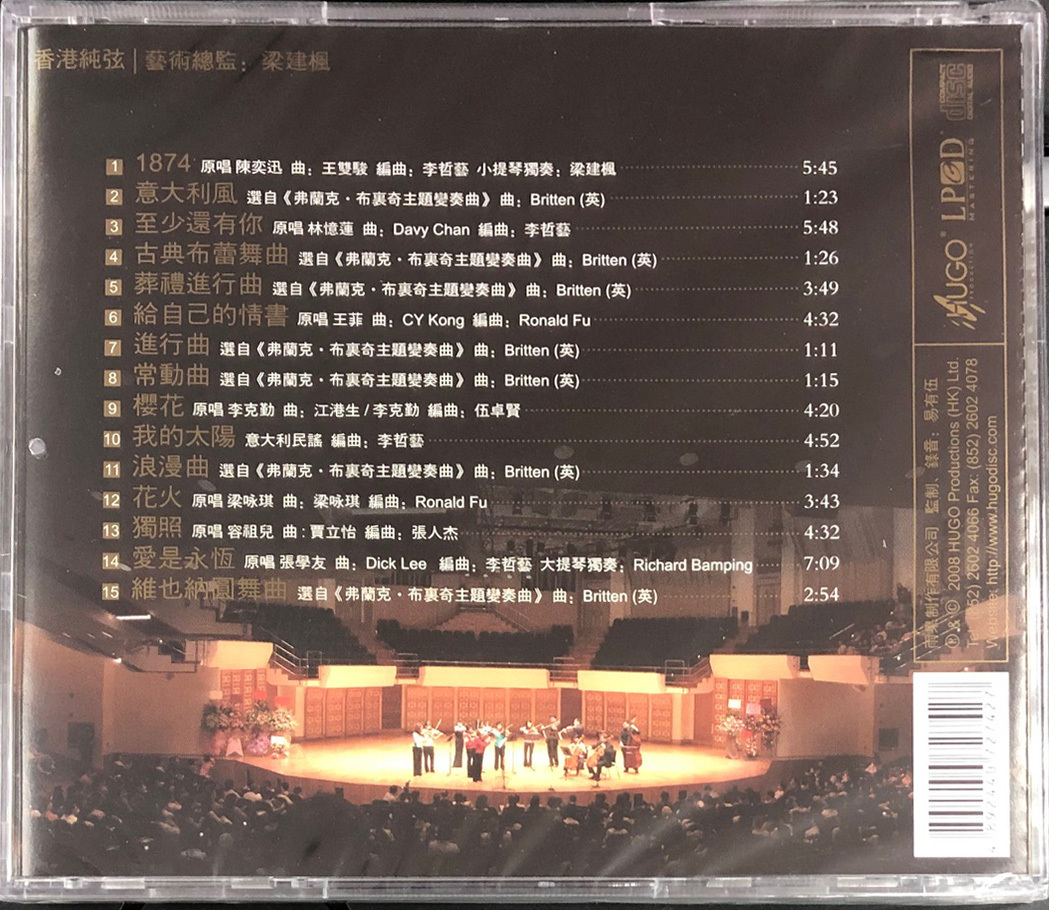 香港純弦 | 藝術總監：梁建楓
1 1874 原唱 陳奕迅 曲：王雙駿 編曲：李哲藝 小提琴獨奏：梁建楓 5:45
2 意大利風 選自《弗蘭克・布裏奇主題變奏曲》 曲：Britten (英) 1:23
3 至少還有你 原唱 林憶蓮 曲：Davy Chan 編曲：李哲藝 5:48
4 古典布蕾舞曲 選自《弗蘭克・布裏奇主題變奏曲》 曲：Britten (英) 1:26
5 葬禮進行曲 選自《弗蘭克・布裏奇主題變奏曲》 曲：Britten (英) 3:49
6 給自己的情書 原唱 王菲 曲：CY Kong 編曲：Ronald Fu 4:32
7 進行曲 選自《弗蘭克・布裏奇主題變奏曲》 曲：Britten (英) 1:11
8 常動曲 選自《弗蘭克・布裏奇主題變奏曲》 曲：Britten (英) 1:15
9 櫻花 原唱 李克勤 曲：江港生 / 李克勤 編曲：伍卓賢 4:20
10 我的太陽 意大利民謠 編曲：李哲藝 4:52
11 浪漫曲 選自《弗蘭克・布裏奇主題變奏曲》 曲：Britten (英) 1:34
12 花火 原唱 梁咏琪 曲：梁咏琪 編曲：Ronald Fu 3:43
13 獨照 原唱 容祖兒 曲：賈立怡 編曲：張人杰 4:32
14 愛是永恆 原唱 張學友 曲：Dick Lee 編曲：李哲藝 大提琴獨奏：Richard Bamping 7:09
15 維也納圓舞曲 選自《弗蘭克・布裏奇主題變奏曲》 曲：Britten (英) 2:54
COMPACT
disc
DIGITAL AUDIO
LPCD
MASTERING
HUGO
制作有限公司 監制、錄音：易有伍
℗ & © 2008 HUGO Productions (HK) Ltd.
Tel: (852) 2602 4066 Fax: (852) 2602 4078
Website: http://www.hugodisc.com